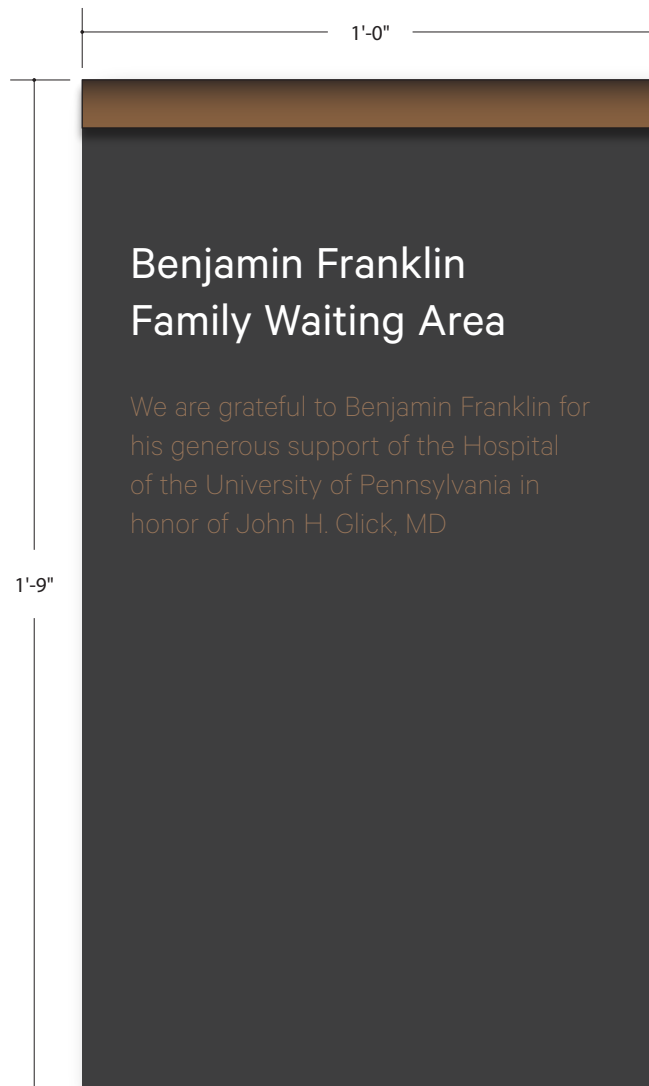 1'-0"
Benjamin Franklin
Family Waiting Area
We are grateful to Benjamin Franklin for
his generous support of the Hospital
of the University of Pennsylvania in
honor of John H. Glick, MD
1'-9"